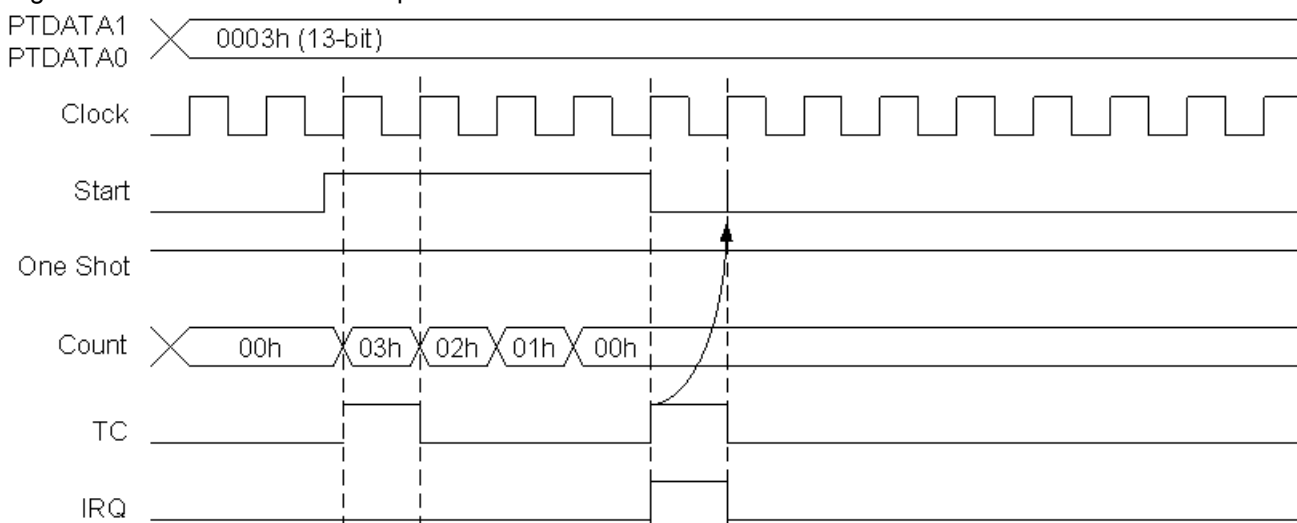 PTDATA1
PTDATA0
0003h (13-bit)
Clock
Start
One Shot
Count
00h
03h
02h
01h
00h
TC
IRQ